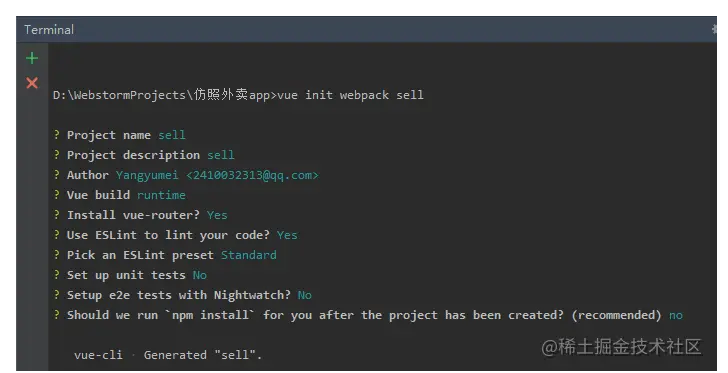 Terminal
D:\WebstormProjects\仿照外卖app>vue init webpack sell
? Project name sell
? Project description sell
? Author Yangyumei <2410032313@qq.com>
? Vue build runtime
? Install vue-router? Yes
? Use ESLint to lint your code? Yes
? Pick an ESLint preset Standard
? Set up unit tests No
? Setup e2e tests with Nightwatch? No
? Should we run `npm install` for you after the project has been created? (recommended) no
vue-cli · Generated "sell".
@稀土掘金技术社区